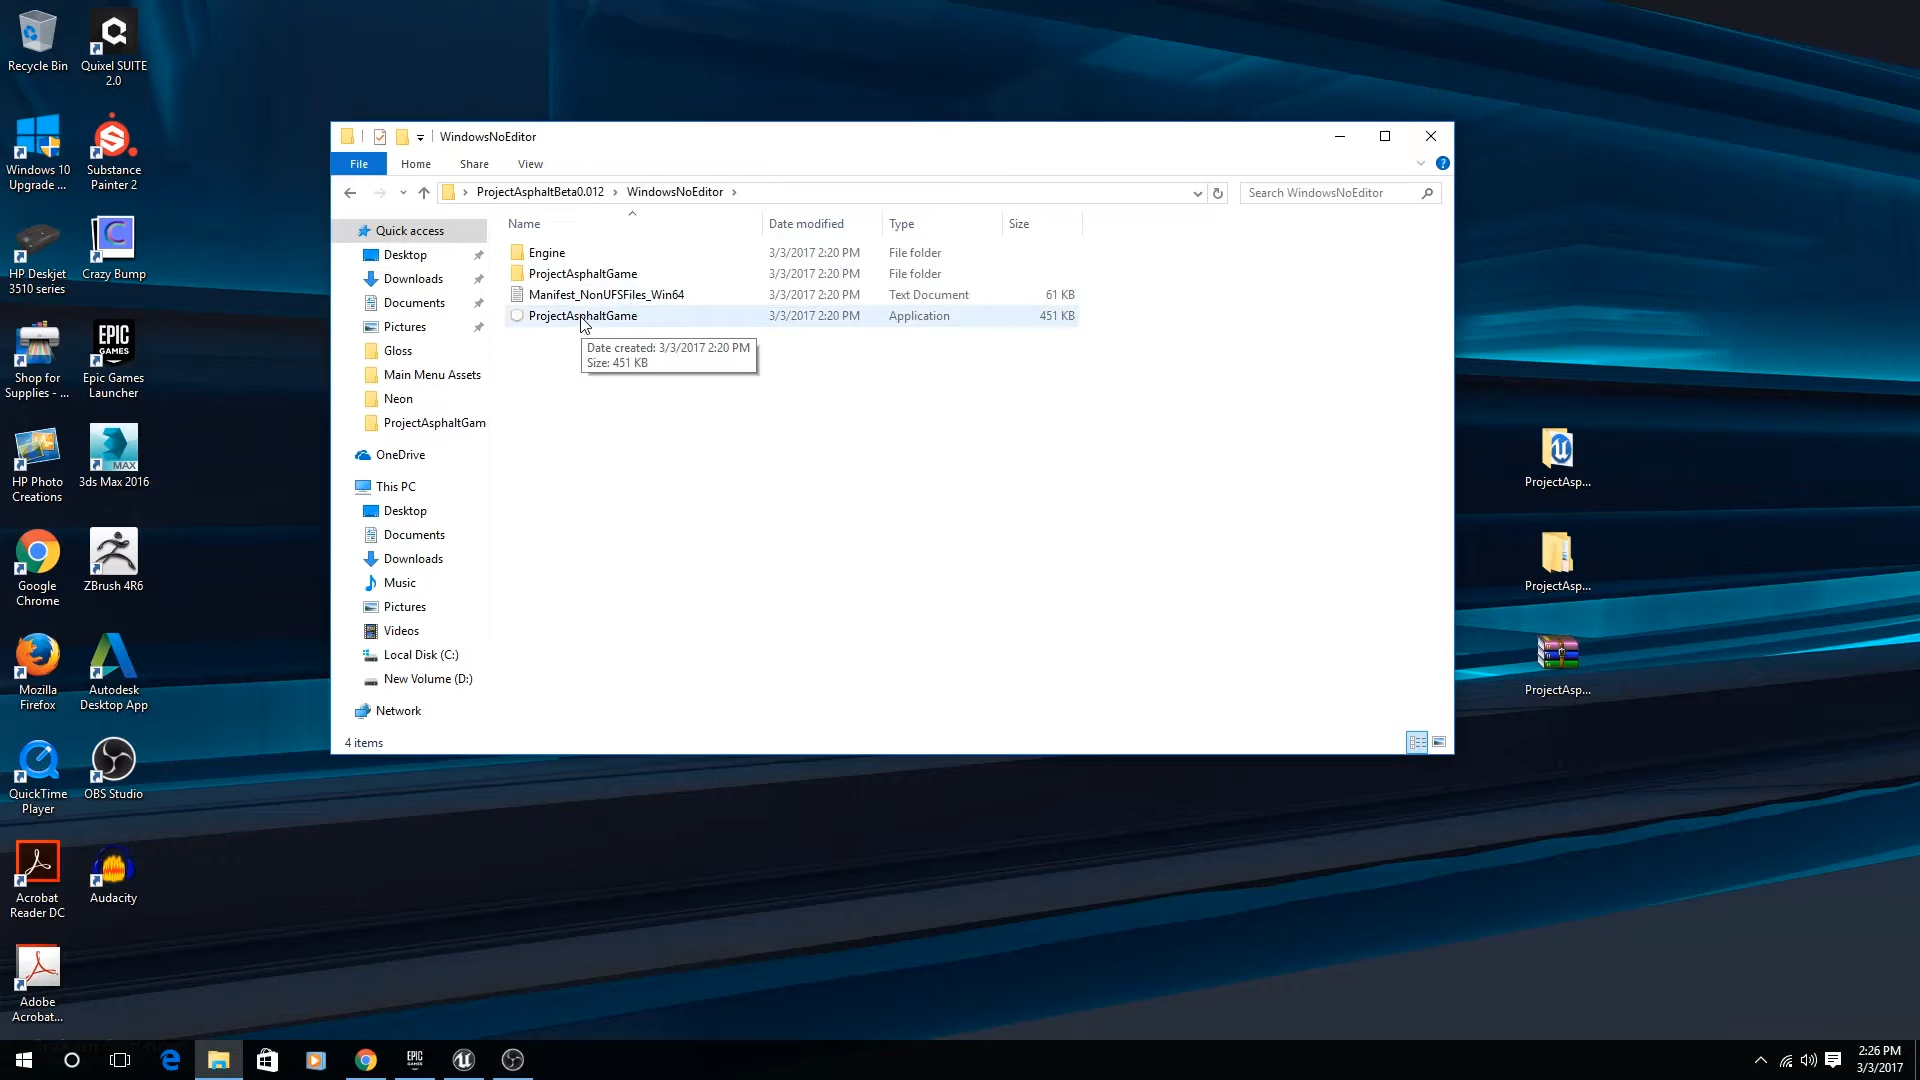 Recycle Bin
Quixel SUITE
2.0
Windows 10
Upgrade ...
Substance
Painter 2
HP Deskjet
3510 series
Crazy Bump
Shop for
Supplies - ...
EPIC
GAMES
Epic Games
Launcher
HP Photo
Creations
MAX
3ds Max 2016
Google
Chrome
ZBrush 4R6
Mozilla
Firefox
Autodesk
Desktop App
QuickTime
Player
OBS Studio
Acrobat
Reader DC
Audacity
Adobe
Acrobat...
WindowsNoEditor
File
Home
Share
View
ProjectAsphaltBeta0.012
WindowsNoEditor
Search WindowsNoEditor
Name
Date modified
Type
Size
Engine 3/3/2017 2:20 PM File folder
ProjectAsphaltGame 3/3/2017 2:20 PM File folder
Manifest_NonUFSFiles_Win64 3/3/2017 2:20 PM Text Document 61 KB
ProjectAsphaltGame 3/3/2017 2:20 PM Application 451 KB
Date created: 3/3/2017 2:20 PM
Size: 451 KB
Quick access
Desktop
Downloads
Documents
Pictures
Gloss
Main Menu Assets
Neon
ProjectAsphaltGam
OneDrive
This PC
Desktop
Documents
Downloads
Music
Pictures
Videos
Local Disk (C:)
New Volume (D:)
Network
4 items
ProjectAsp...
ProjectAsp...
ProjectAsp...
EPIC
GAMES
2:26 PM
3/3/2017